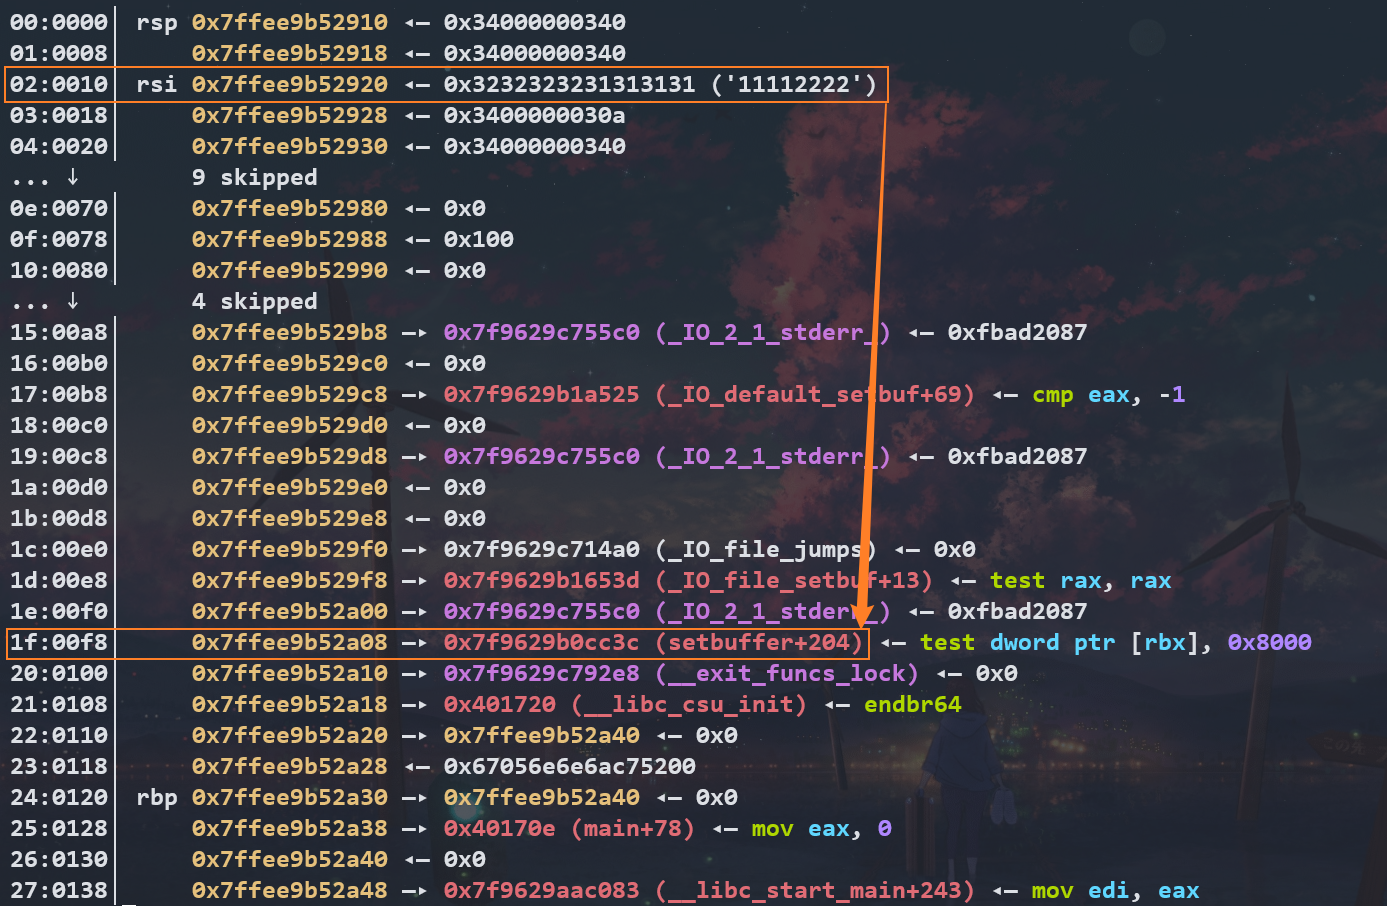 00:0000│ rsp 0x7ffee9b52910 ◂— 0x34000000340
01:0008│ 0x7ffee9b52918 ◂— 0x34000000340
02:0010│ rsi 0x7ffee9b52920 ◂— 0x3232323231313131 ('11112222')
03:0018│ 0x7ffee9b52928 ◂— 0x3400000030a
04:0020│ 0x7ffee9b52930 ◂— 0x34000000340
... ↓ 9 skipped
0e:0070│ 0x7ffee9b52980 ◂— 0x0
0f:0078│ 0x7ffee9b52988 ◂— 0x100
10:0080│ 0x7ffee9b52990 ◂— 0x0
... ↓ 4 skipped
15:00a8│ 0x7ffee9b529b8 —▸ 0x7f9629c755c0 (_IO_2_1_stderr_) ◂— 0xfbad2087
16:00b0│ 0x7ffee9b529c0 ◂— 0x0
17:00b8│ 0x7ffee9b529c8 —▸ 0x7f9629b1a525 (_IO_default_setbuf+69) ◂— cmp eax, -1
18:00c0│ 0x7ffee9b529d0 ◂— 0x0
19:00c8│ 0x7ffee9b529d8 —▸ 0x7f9629c755c0 (_IO_2_1_stderr_) ◂— 0xfbad2087
1a:00d0│ 0x7ffee9b529e0 ◂— 0x0
1b:00d8│ 0x7ffee9b529e8 ◂— 0x0
1c:00e0│ 0x7ffee9b529f0 —▸ 0x7f9629c714a0 (_IO_file_jumps) ◂— 0x0
1d:00e8│ 0x7ffee9b529f8 —▸ 0x7f9629b1653d (_IO_file_setbuf+13) ◂— test rax, rax
1e:00f0│ 0x7ffee9b52a00 —▸ 0x7f9629c755c0 (_IO_2_1_stderr_) ◂— 0xfbad2087
1f:00f8│ 0x7ffee9b52a08 —▸ 0x7f9629b0cc3c (setbuffer+204) ◂— test dword ptr [rbx], 0x8000
20:0100│ 0x7ffee9b52a10 —▸ 0x7f9629c792e8 (__exit_funcs_lock) ◂— 0x0
21:0108│ 0x7ffee9b52a18 —▸ 0x401720 (__libc_csu_init) ◂— endbr64
22:0110│ 0x7ffee9b52a20 —▸ 0x7ffee9b52a40 ◂— 0x0
23:0118│ 0x7ffee9b52a28 ◂— 0x67056e6e6ac75200
24:0120│ rbp 0x7ffee9b52a30 —▸ 0x7ffee9b52a40 ◂— 0x0
25:0128│ 0x7ffee9b52a38 —▸ 0x40170e (main+78) ◂— mov eax, 0
26:0130│ 0x7ffee9b52a40 ◂— 0x0
27:0138│ 0x7ffee9b52a48 —▸ 0x7f9629aac083 (__libc_start_main+243) ◂— mov edi, eax